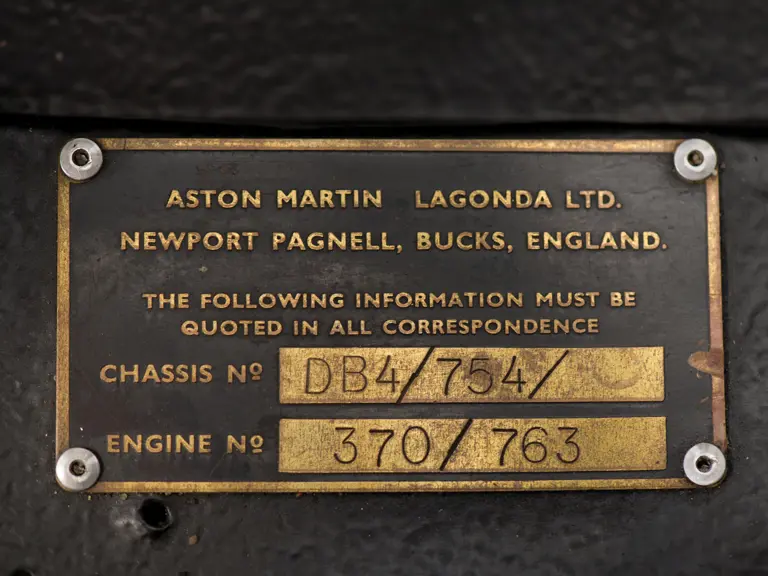 ASTON MARTIN LAGONDA LTD.
NEWPORT PAGNELL, BUCKS, ENGLAND.
THE FOLLOWING INFORMATION MUST BE
QUOTED IN ALL CORRESPONDENCE
CHASSIS Nº DB4/754/
ENGINE Nº 370/763